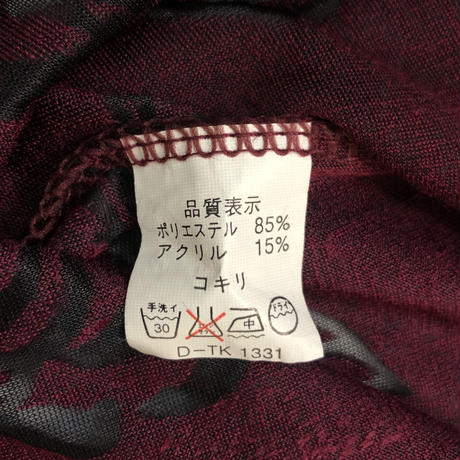 品質表示
ポリエステル 85%
アクリル 15%
コキリ
手洗イ 30 中 ドライ
D-TK 1331